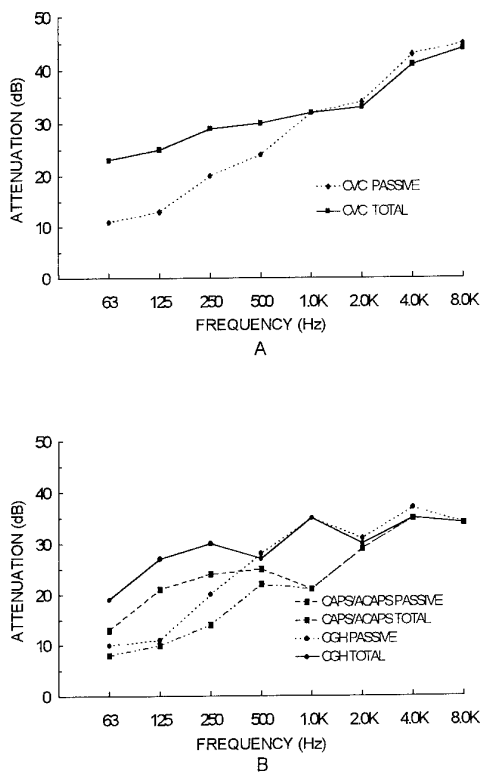 50
40
30
20
10
0
ATTENUATION (dB)
CVC PASSIVE
CVC TOTAL
63 125 250 500 1.0K 2.0K 4.0K 8.0K
FREQUENCY (Hz)
A
50
40
30
20
10
0
ATTENUATION (dB)
CAPS/ACAPS PASSIVE
CAPS/ACAPS TOTAL
CGH PASSIVE
CGH TOTAL
63 125 250 500 1.0K 2.0K 4.0K 8.0K
FREQUENCY (Hz)
B